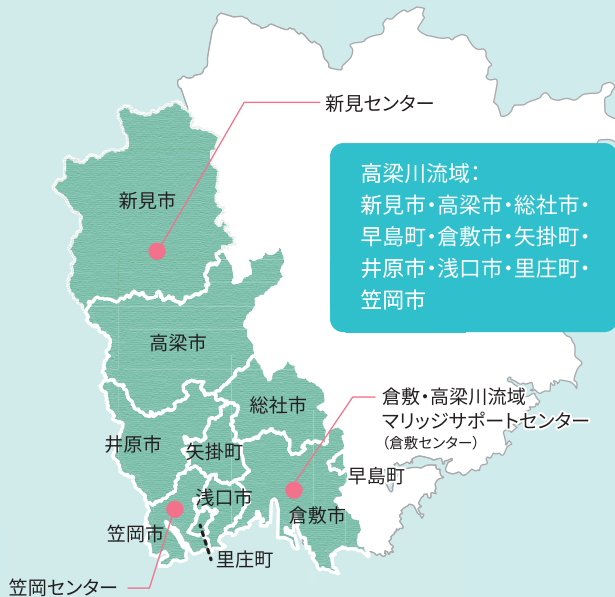 新見センター
高梁川流域：
新見市・高梁市・総社市・
早島町・倉敷市・矢掛町・
井原市・浅口市・里庄町・
笠岡市
新見市
高梁市
総社市
倉敷・高梁川流域
マリッジサポートセンター
（倉敷センター）
井原市
矢掛町
早島町
浅口市
倉敷市
笠岡市
里庄町
笠岡センター